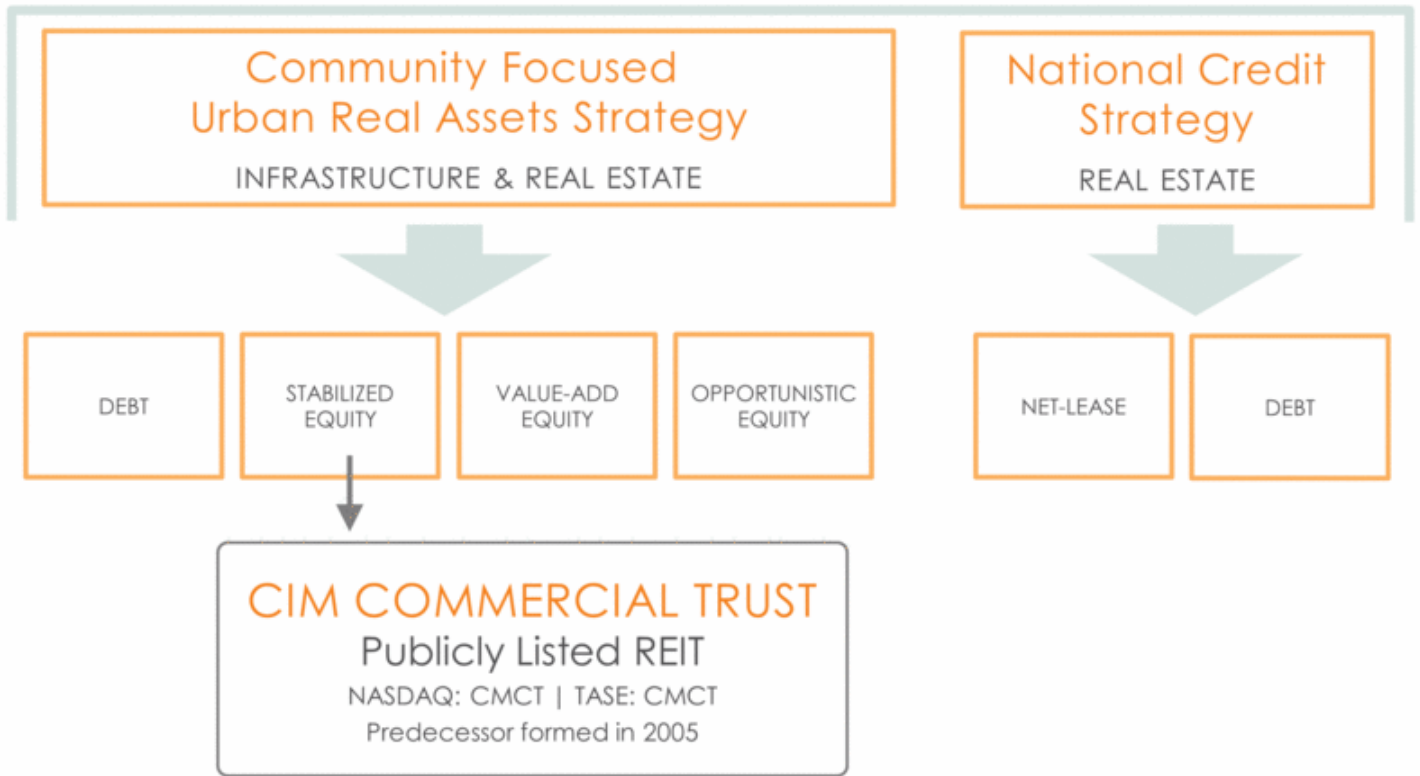 Community Focused
Urban Real Assets Strategy
INFRASTRUCTURE & REAL ESTATE
National Credit
Strategy
REAL ESTATE
DEBT
STABILIZED
EQUITY
VALUE-ADD
EQUITY
OPPORTUNISTIC
EQUITY
NET-LEASE
DEBT
CIM COMMERCIAL TRUST
Publicly Listed REIT
NASDAQ: CMCT | TASE: CMCT
Predecessor formed in 2005